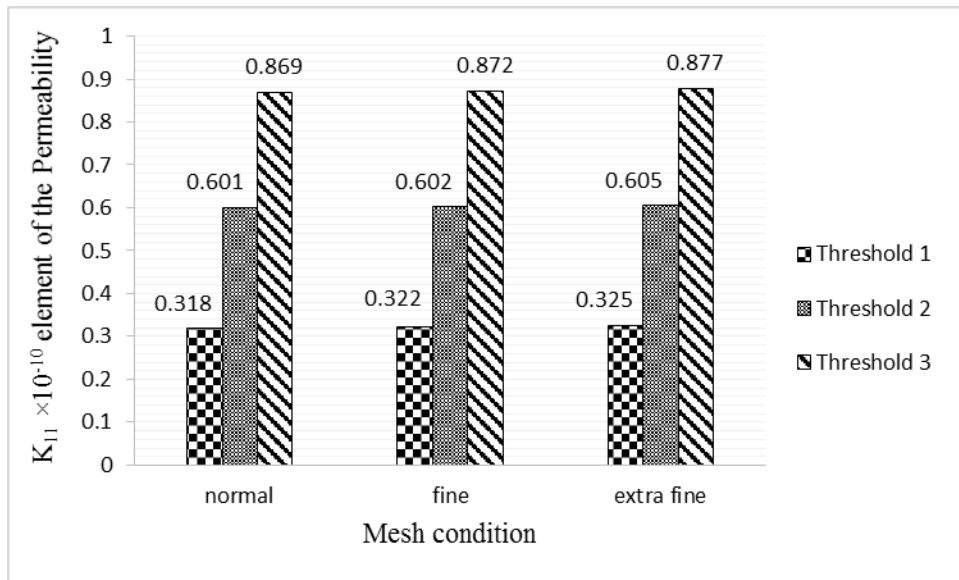 K₁₁ ×10⁻¹⁰ element of the Permeability
1
0.9
0.8
0.7
0.6
0.5
0.4
0.3
0.2
0.1
0
0.318
0.601
0.869
0.322
0.602
0.872
0.325
0.605
0.877
normal
fine
extra fine
Mesh condition
Threshold 1
Threshold 2
Threshold 3